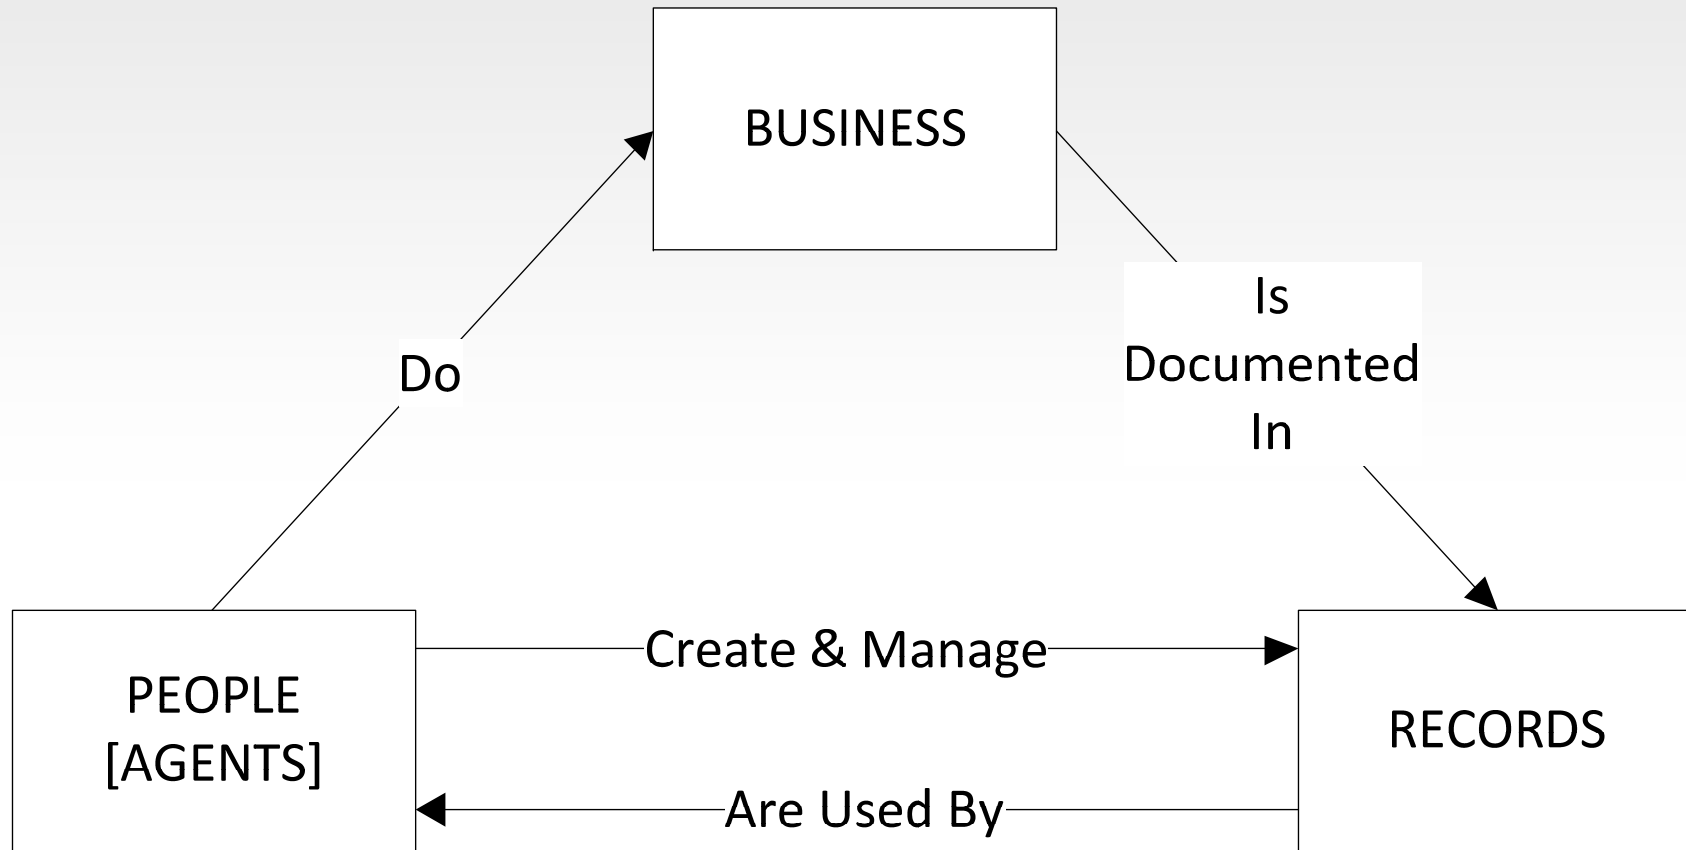 BUSINESS
Do
Is
Documented
In
Create & Manage
PEOPLE
[AGENTS]
RECORDS
Are Used By